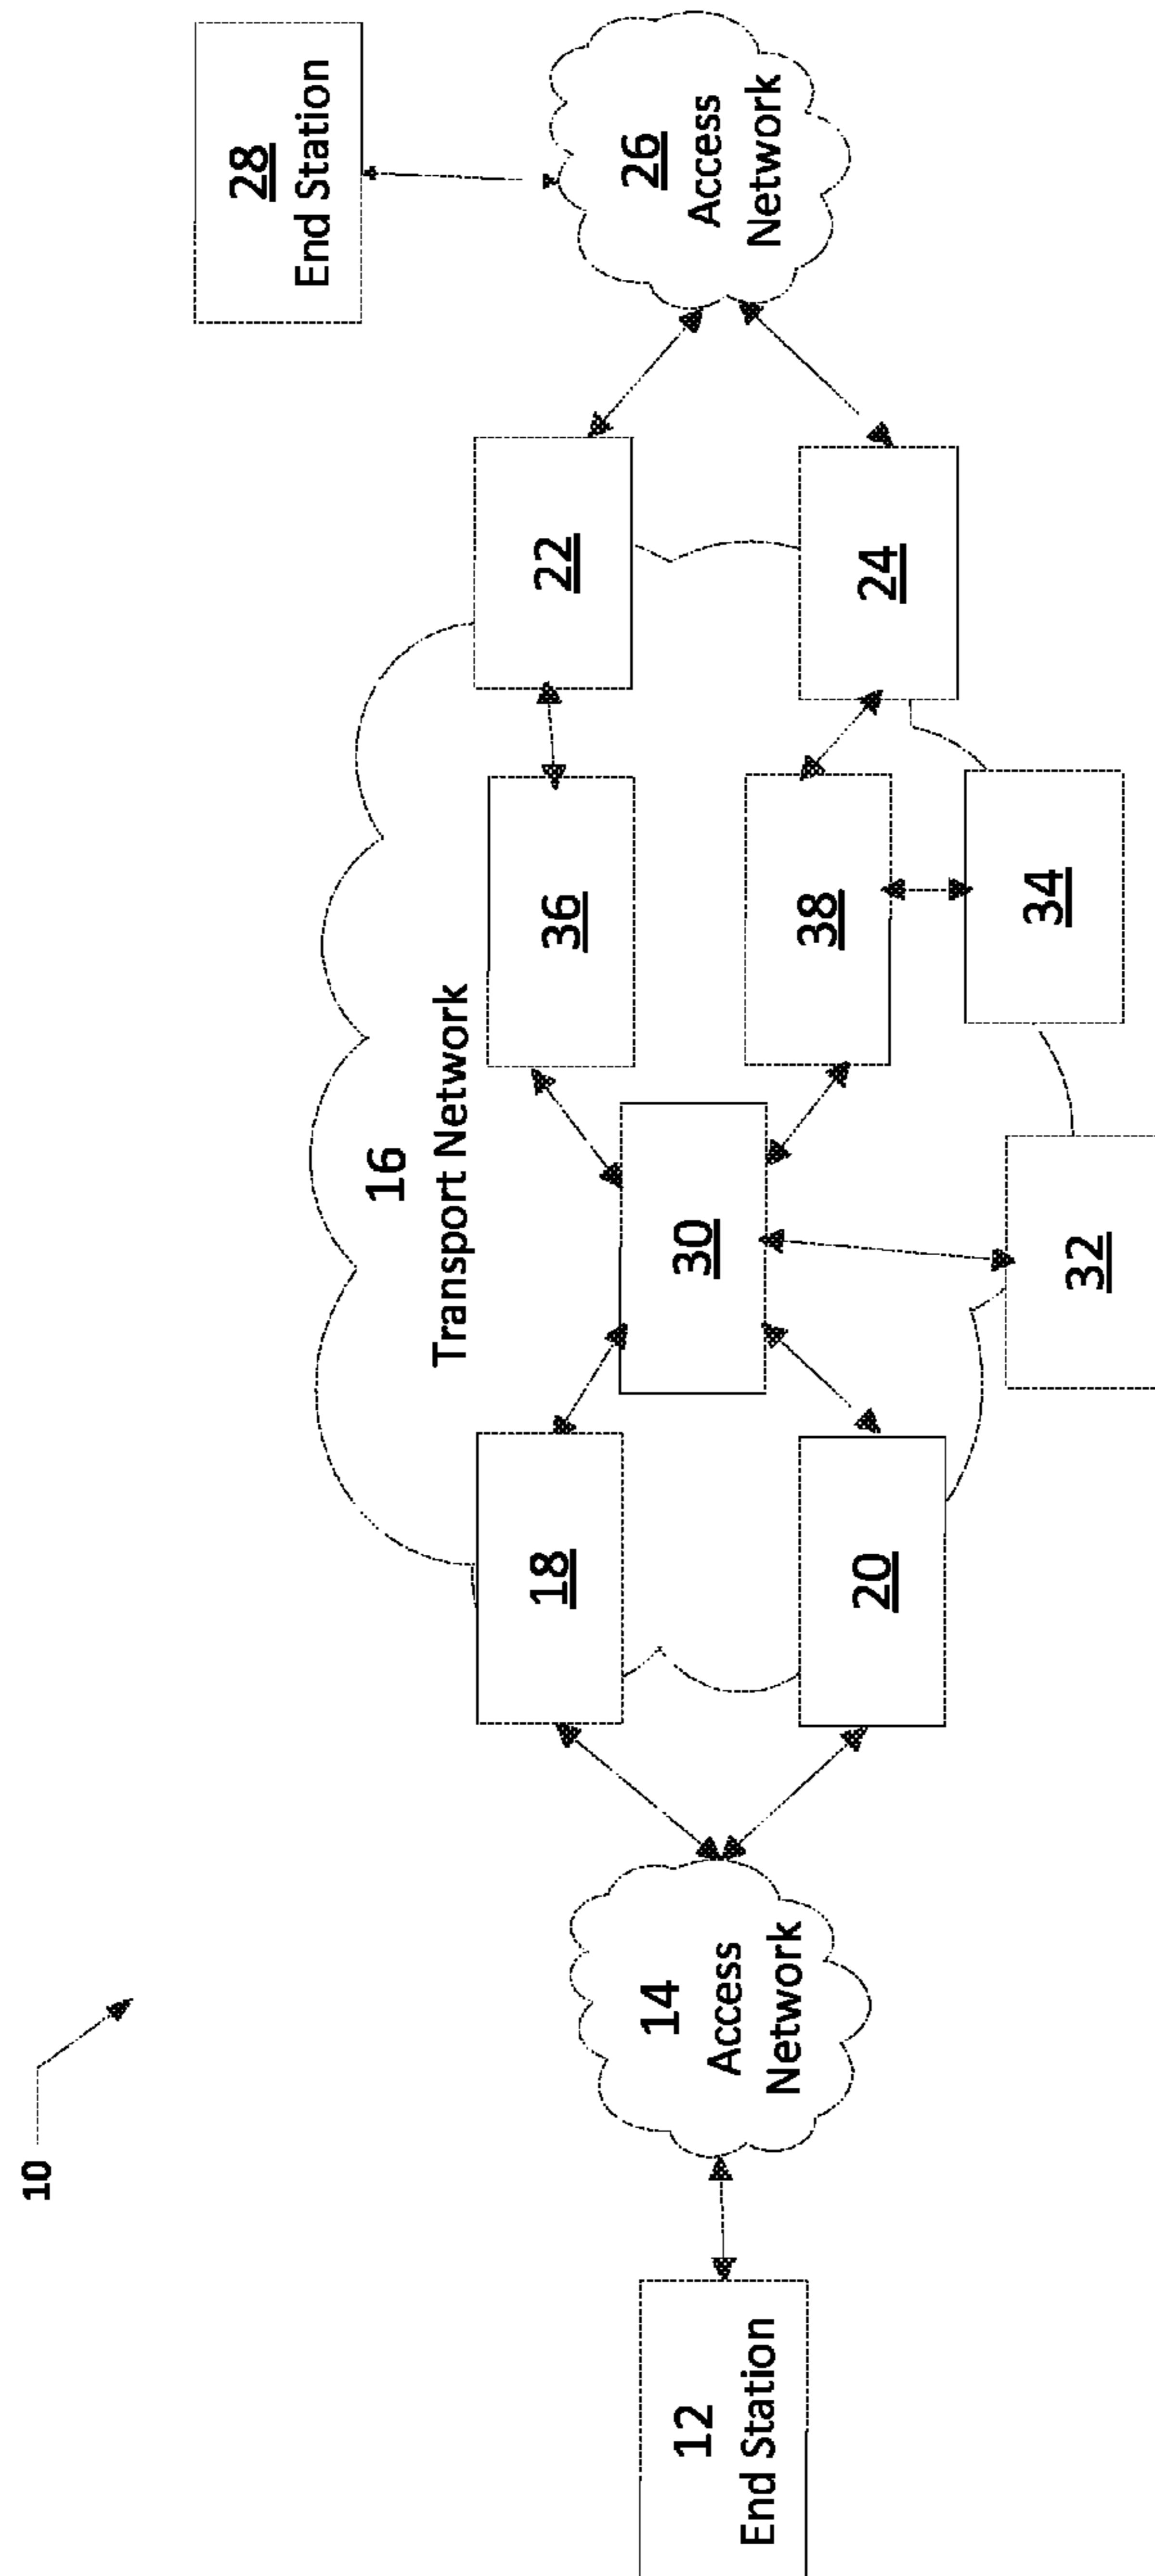 10
28
End Station
16
Transport Network
26
Access
Network
18
36
22
14
Access
Network
30
12
End Station
20
38
24
32
34